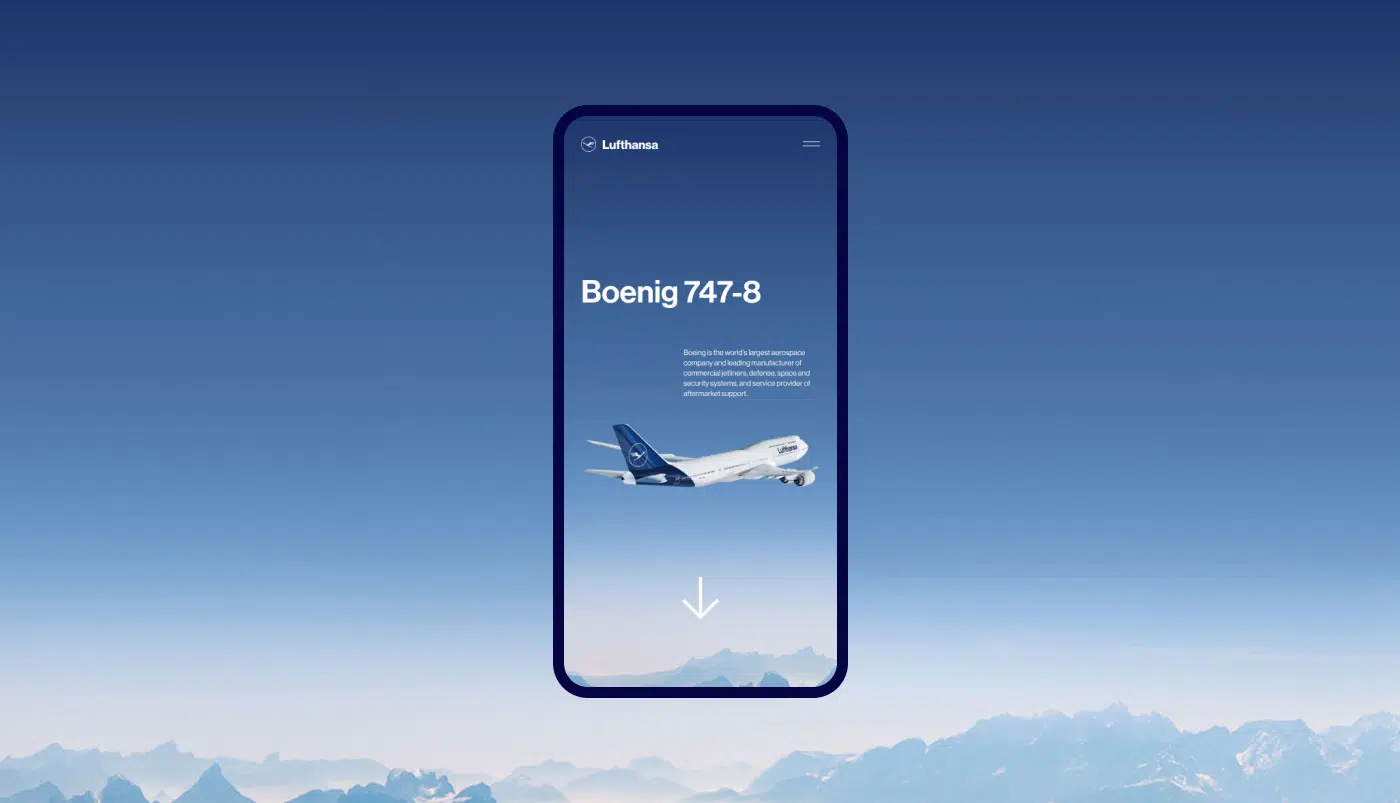 Lufthansa
Boenig 747-8
Boeing is the world's largest aerospace
company and leading manufacturer of
commercial jetliners, defense, space and
security systems, and service provider of
aftermarket support.
Lufthansa